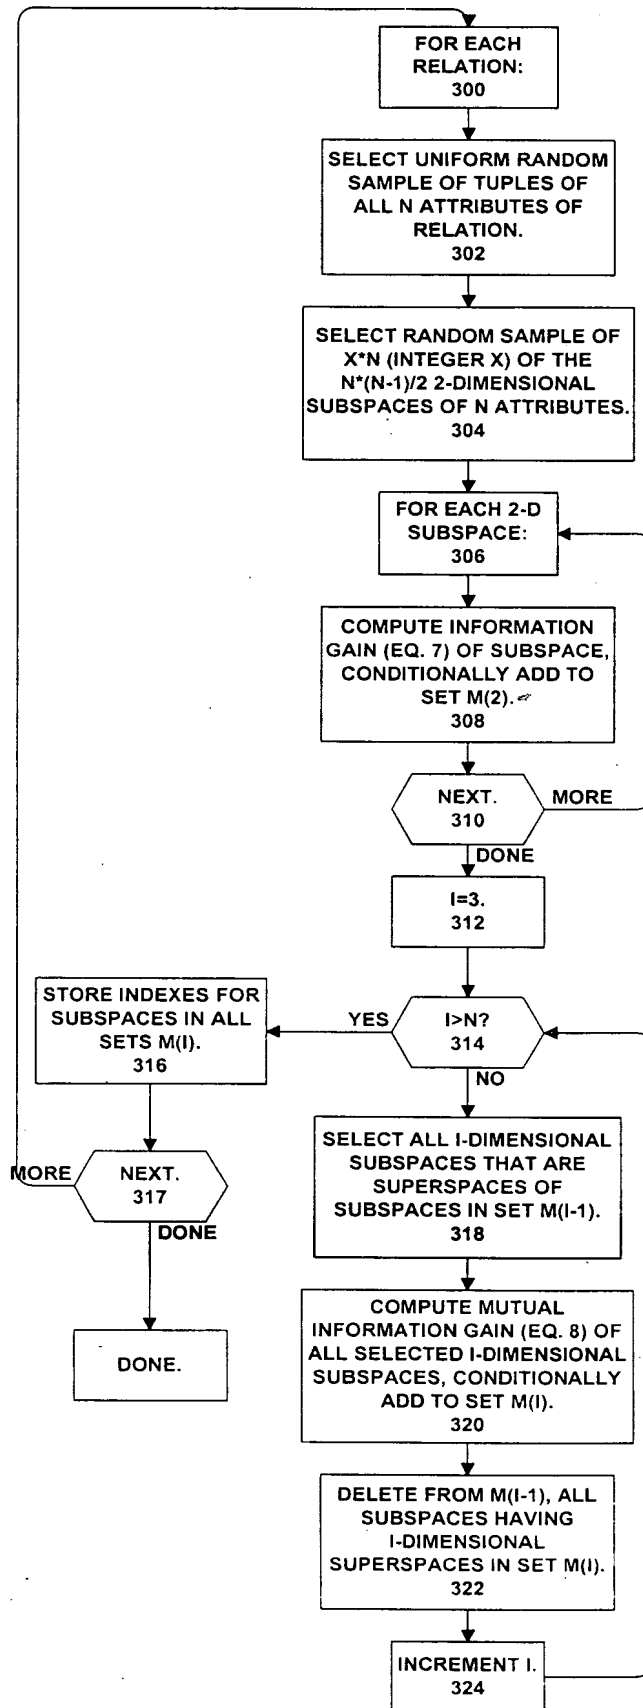 FOR EACH
RELATION:
300
SELECT UNIFORM RANDOM
SAMPLE OF TUPLES OF
ALL N ATTRIBUTES OF
RELATION.
302
SELECT RANDOM SAMPLE OF
X*N (INTEGER X) OF THE
N*(N-1)/2 2-DIMENSIONAL
SUBSPACES OF N ATTRIBUTES.
304
FOR EACH 2-D
SUBSPACE:
306
COMPUTE INFORMATION
GAIN (EQ. 7) OF SUBSPACE,
CONDITIONALLY ADD TO
SET M(2).
308
NEXT.
310
MORE
DONE
I=3.
312
I>N?
314
YES
NO
STORE INDEXES FOR
SUBSPACES IN ALL
SETS M(I).
316
NEXT.
317
MORE
DONE
DONE.
SELECT ALL I-DIMENSIONAL
SUBSPACES THAT ARE
SUPERSPACES OF
SUBSPACES IN SET M(I-1).
318
COMPUTE MUTUAL
INFORMATION GAIN (EQ. 8) OF
ALL SELECTED I-DIMENSIONAL
SUBSPACES, CONDITIONALLY
ADD TO SET M(I).
320
DELETE FROM M(I-1), ALL
SUBSPACES HAVING
I-DIMENSIONAL
SUPERSPACES IN SET M(I).
322
INCREMENT I.
324